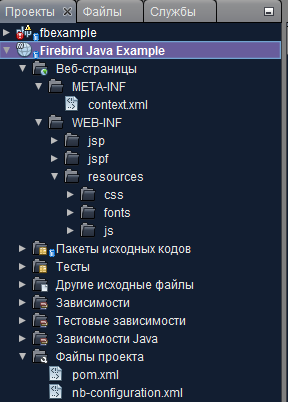 Проекты Файлы Службы
fbexample
Firebird Java Example
Веб-страницы
META-INF
context.xml
WEB-INF
jsp
jspf
resources
css
fonts
js
Пакеты исходных кодов
Тесты
Другие исходные файлы
Зависимости
Тестовые зависимости
Зависимости Java
Файлы проекта
pom.xml
nb-configuration.xml